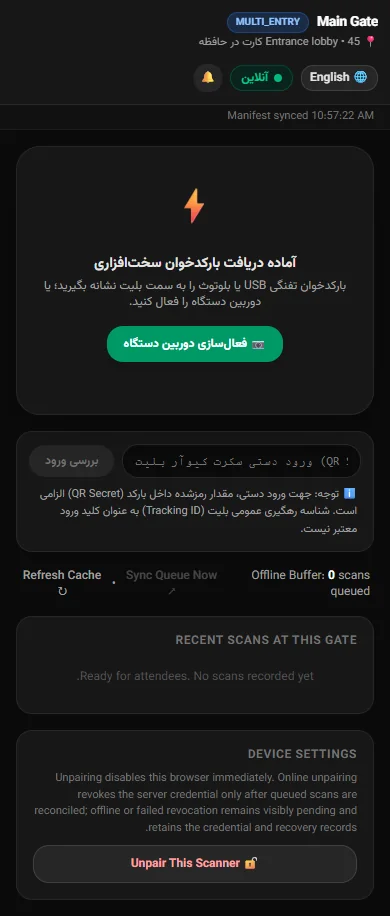 Main Gate MULTI_ENTRY
📍 Entrance lobby • 45 کارت در حافظه
🌐 English
آنلاین
🔔
Manifest synced 10:57:22 AM
⚡
آماده دریافت بارکدخوان سخت‌افزاری
بارکدخوان تفنگی USB یا بلوتوث را به سمت بلیت نشانه بگیرید؛ یا
دوربین دستگاه را فعال کنید.
📷 فعال‌سازی دوربین دستگاه
ورود دستی سکرت کیوآر بلیت (QR S
بررسی ورود
ℹ️ توجه: جهت ورود دستی، مقدار رمزشده داخل بارکد (QR Secret) الزامی
است. شناسه رهگیری عمومی بلیت (Tracking ID) به عنوان کلید ورود
معتبر نیست.
Offline Buffer: 0 scans
queued
Sync Queue Now
↗
•
Refresh Cache
↻
RECENT SCANS AT THIS GATE
Ready for attendees. No scans recorded yet.
DEVICE SETTINGS
Unpairing disables this browser immediately. Online unpairing
revokes the server credential only after queued scans are
reconciled; offline or failed revocation remains visibly pending and
retains the credential and recovery records.
Unpair This Scanner 🔓